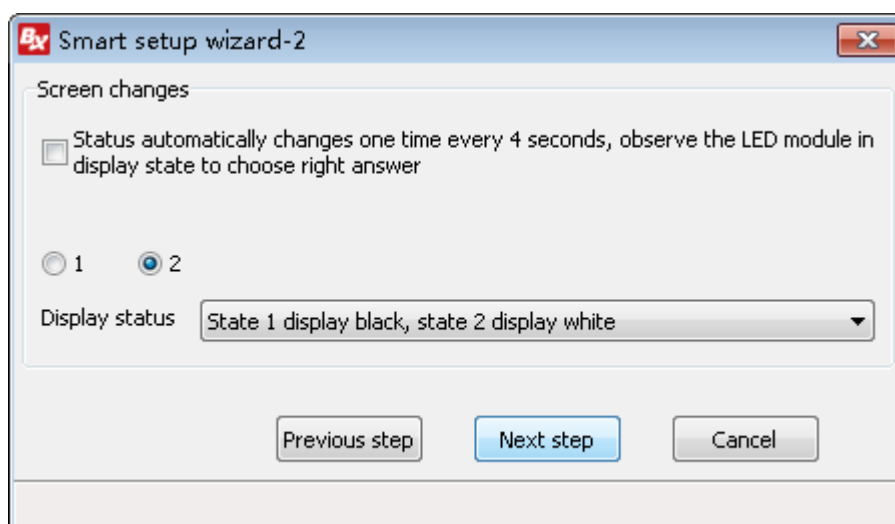 BX Smart setup wizard-2
Screen changes
Status automatically changes one time every 4 seconds, observe the LED module in
display state to choose right answer
1 2
Display status State 1 display black, state 2 display white
Previous step Next step Cancel